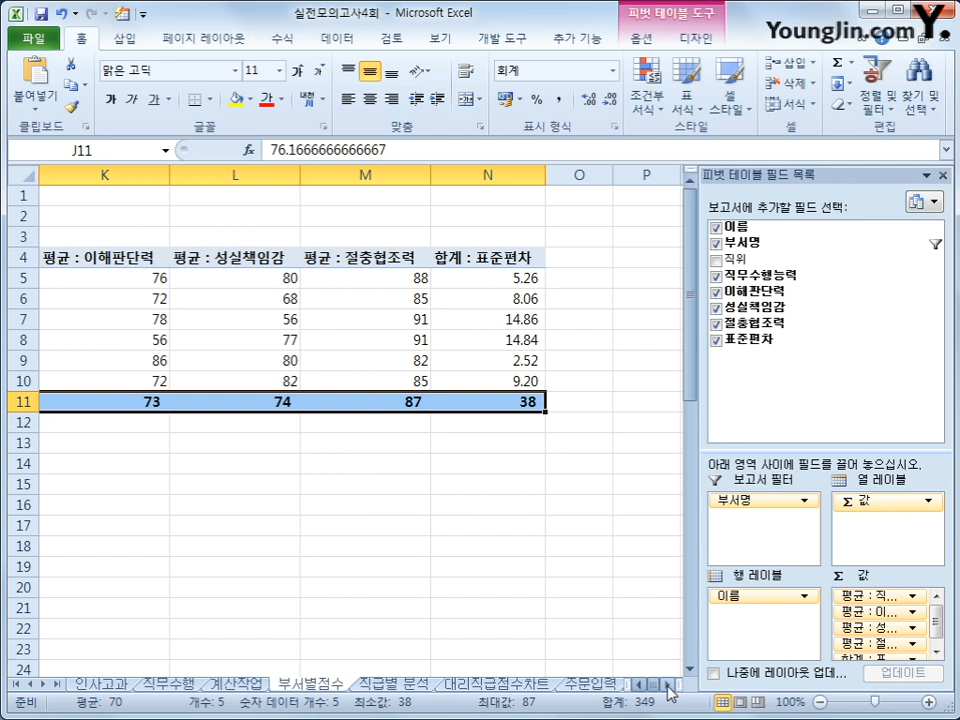 실전모의고사4회 - Microsoft Excel
피벗 테이블 도구
Younglin.com
Y.
파일 홈 삽입 페이지 레이아웃 수식 데이터 검토 보기 개발 도구 추가 기능 옵션 디자인
붙여넣기
맑은 고딕 11
가 가 가
클립보드 글꼴 맞춤
회계
표시 형식
조건부 서식
표 서식
셀 스타일
스타일
삽입
삭제
서식
셀
정렬 및 필터
찾기 및 선택
편집
J11 fx 76.1666666666667
K L M N O P
1
2
3
4 평균 : 이해판단력 평균 : 성실책임감 평균 : 절충협조력 합계 : 표준편차
5 76 80 88 5.26
6 72 68 85 8.06
7 78 56 91 14.86
8 56 77 91 14.84
9 86 80 82 2.52
10 72 82 85 9.20
11 73 74 87 38
12
13
14
15
16
17
18
19
20
21
22
23
24
피벗 테이블 필드 목록
보고서에 추가할 필드 선택:
이름
부서명
직위
직무수행능력
이해판단력
성실책임감
절충협조력
표준편차
아래 영역 사이에 필드를 끌어 놓으십시오.
보고서 필터 열 레이블
부서명 Σ 값
행 레이블 Σ 값
이름 평균 : 직...
평균 : 이...
평균 : 성...
평균 : 절...
합계 : 표...
나중에 레이아웃 업데... 업데이트
인사고과 직무수행 계산작업 부서별점수 직급별 분석 대리직급점수차트 주문입력
준비 평균: 70 개수: 5 숫자 데이터 개수: 5 최소값: 38 최대값: 87 합계: 349 100%